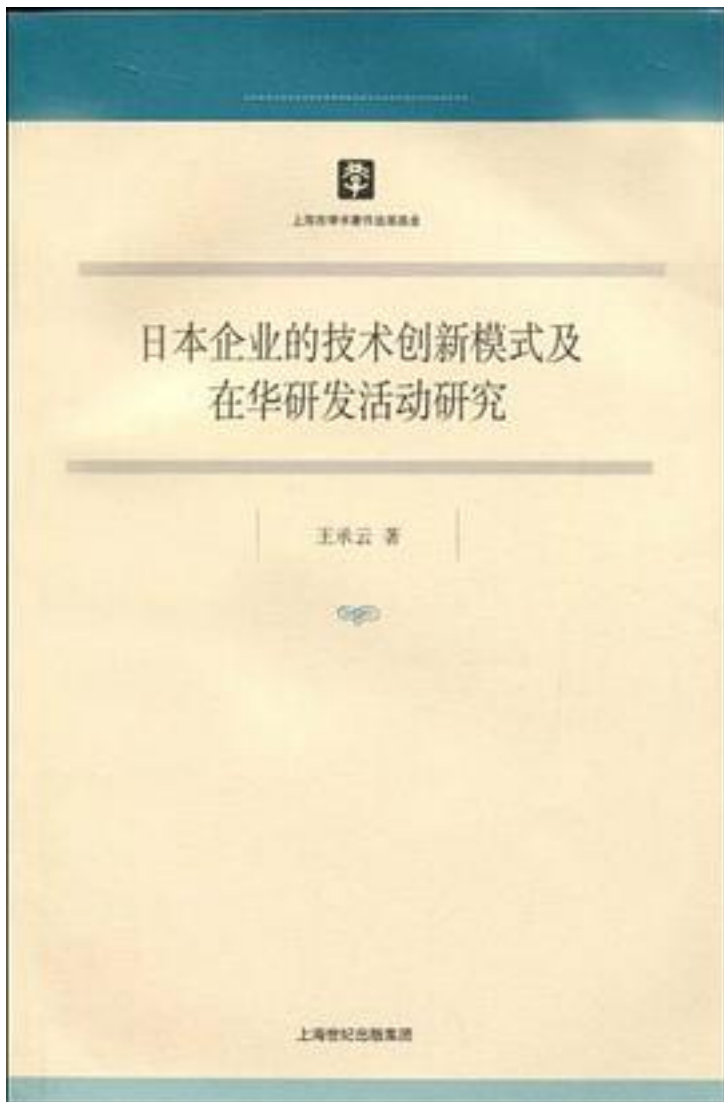 上海市学术著作出版基金
日本企业的技术创新模式及
在华研发活动研究
王承云 著
上海世纪出版集团